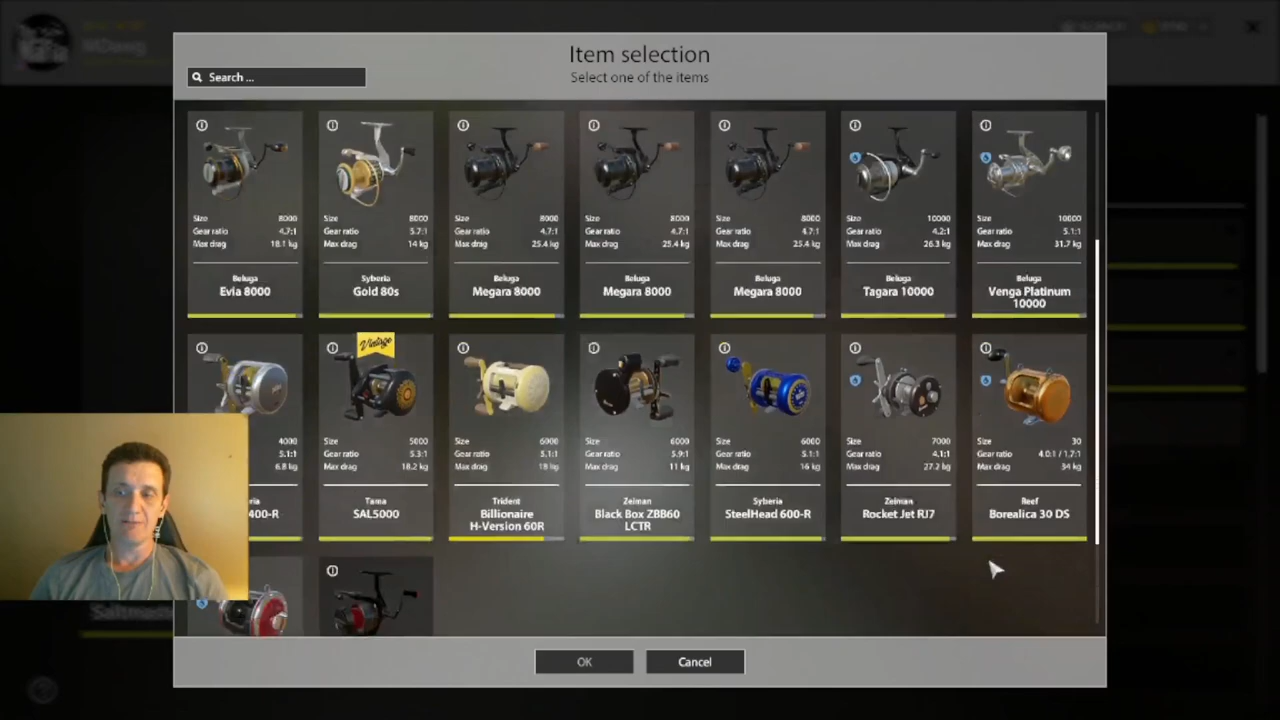 Item selection
Select one of the items
Search ...
Size 8000
Gear ratio 4.7:1
Max drag 18.1 kg
Beluga
Evia 8000
Size 8000
Gear ratio 5.7:1
Max drag 14 kg
Syberia
Gold 80s
Size 8000
Gear ratio 4.7:1
Max drag 25.4 kg
Beluga
Megara 8000
Size 8000
Gear ratio 4.7:1
Max drag 25.4 kg
Beluga
Megara 8000
Size 8000
Gear ratio 4.7:1
Max drag 25.4 kg
Beluga
Megara 8000
Size 10000
Gear ratio 4.2:1
Max drag 26.3 kg
Beluga
Tagara 10000
Size 10000
Gear ratio 5.1:1
Max drag 31.7 kg
Beluga
Venga Platinum
10000
4000
5.1:1
6.8 kg
400-R
Vintage
Size 5000
Gear ratio 5.3:1
Max drag 18.2 kg
Tama
SAL5000
Size 6000
Gear ratio 5.1:1
Max drag 18 kg
Trident
Billionaire
H-Version 60R
Size 6000
Gear ratio 5.9:1
Max drag 11 kg
Zeiman
Black Box ZBB60
LCTR
Size 6000
Gear ratio 5.1:1
Max drag 16 kg
Syberia
SteelHead 600-R
Size 7000
Gear ratio 4.1:1
Max drag 27.2 kg
Zeiman
Rocket Jet RJ7
Size 30
Gear ratio 4.0:1 / 1.7:1
Max drag 34 kg
Reef
Borealica 30 DS
OK
Cancel